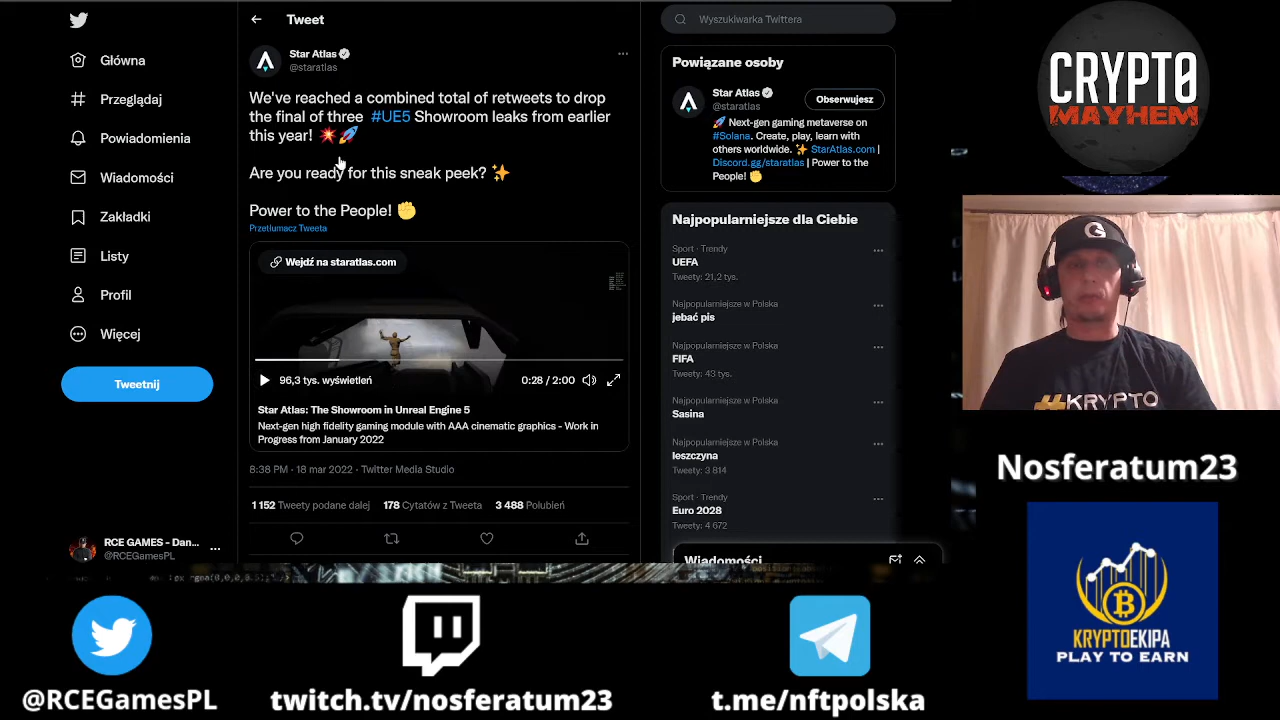 Tweet
Główna
Przeglądaj
Powiadomienia
Wiadomości
Zakładki
Listy
Profil
Więcej
Tweetnij
RCE GAMES - Dan...
@RCEGamesPL
Star Atlas
@staratlas
We've reached a combined total of retweets to drop
the final of three #UE5 Showroom leaks from earlier
this year! 💥🚀
Are you ready for this sneak peek? ✨
Power to the People! ✊
Przetłumacz Tweeta
Wejdź na staratlas.com
96,3 tys. wyświetleń
0:28 / 2:00
Star Atlas: The Showroom in Unreal Engine 5
Next-gen high fidelity gaming module with AAA cinematic graphics - Work in
Progress from January 2022
8:38 PM · 18 mar 2022 · Twitter Media Studio
1 152 Tweety podane dalej 178 Cytatów z Tweeta 3 488 Polubień
Wyszukiwarka Twittera
Powiązane osoby
Star Atlas
@staratlas
Obserwujesz
🚀 Next-gen gaming metaverse on
#Solana. Create, play, learn with
others worldwide. ✨ StarAtlas.com |
Discord.gg/staratlas | Power to the
People! ✊
Najpopularniejsze dla Ciebie
Sport · Trendy
UEFA
Tweety: 21,2 tys.
Najpopularniejsze w Polska
jebać pis
Najpopularniejsze w Polska
FIFA
Tweety: 43 tys.
Najpopularniejsze w Polska
Sasina
Najpopularniejsze w Polska
leszczyna
Tweety: 3 814
Sport · Trendy
Euro 2028
Tweety: 4 672
Wiadomości
CRYPTO
MAYHEM
#KRYPTO
Nosferatum23
KRYPTOEKIPA
PLAY TO EARN
@RCEGamesPL
twitch.tv/nosferatum23
t.me/nftpolska